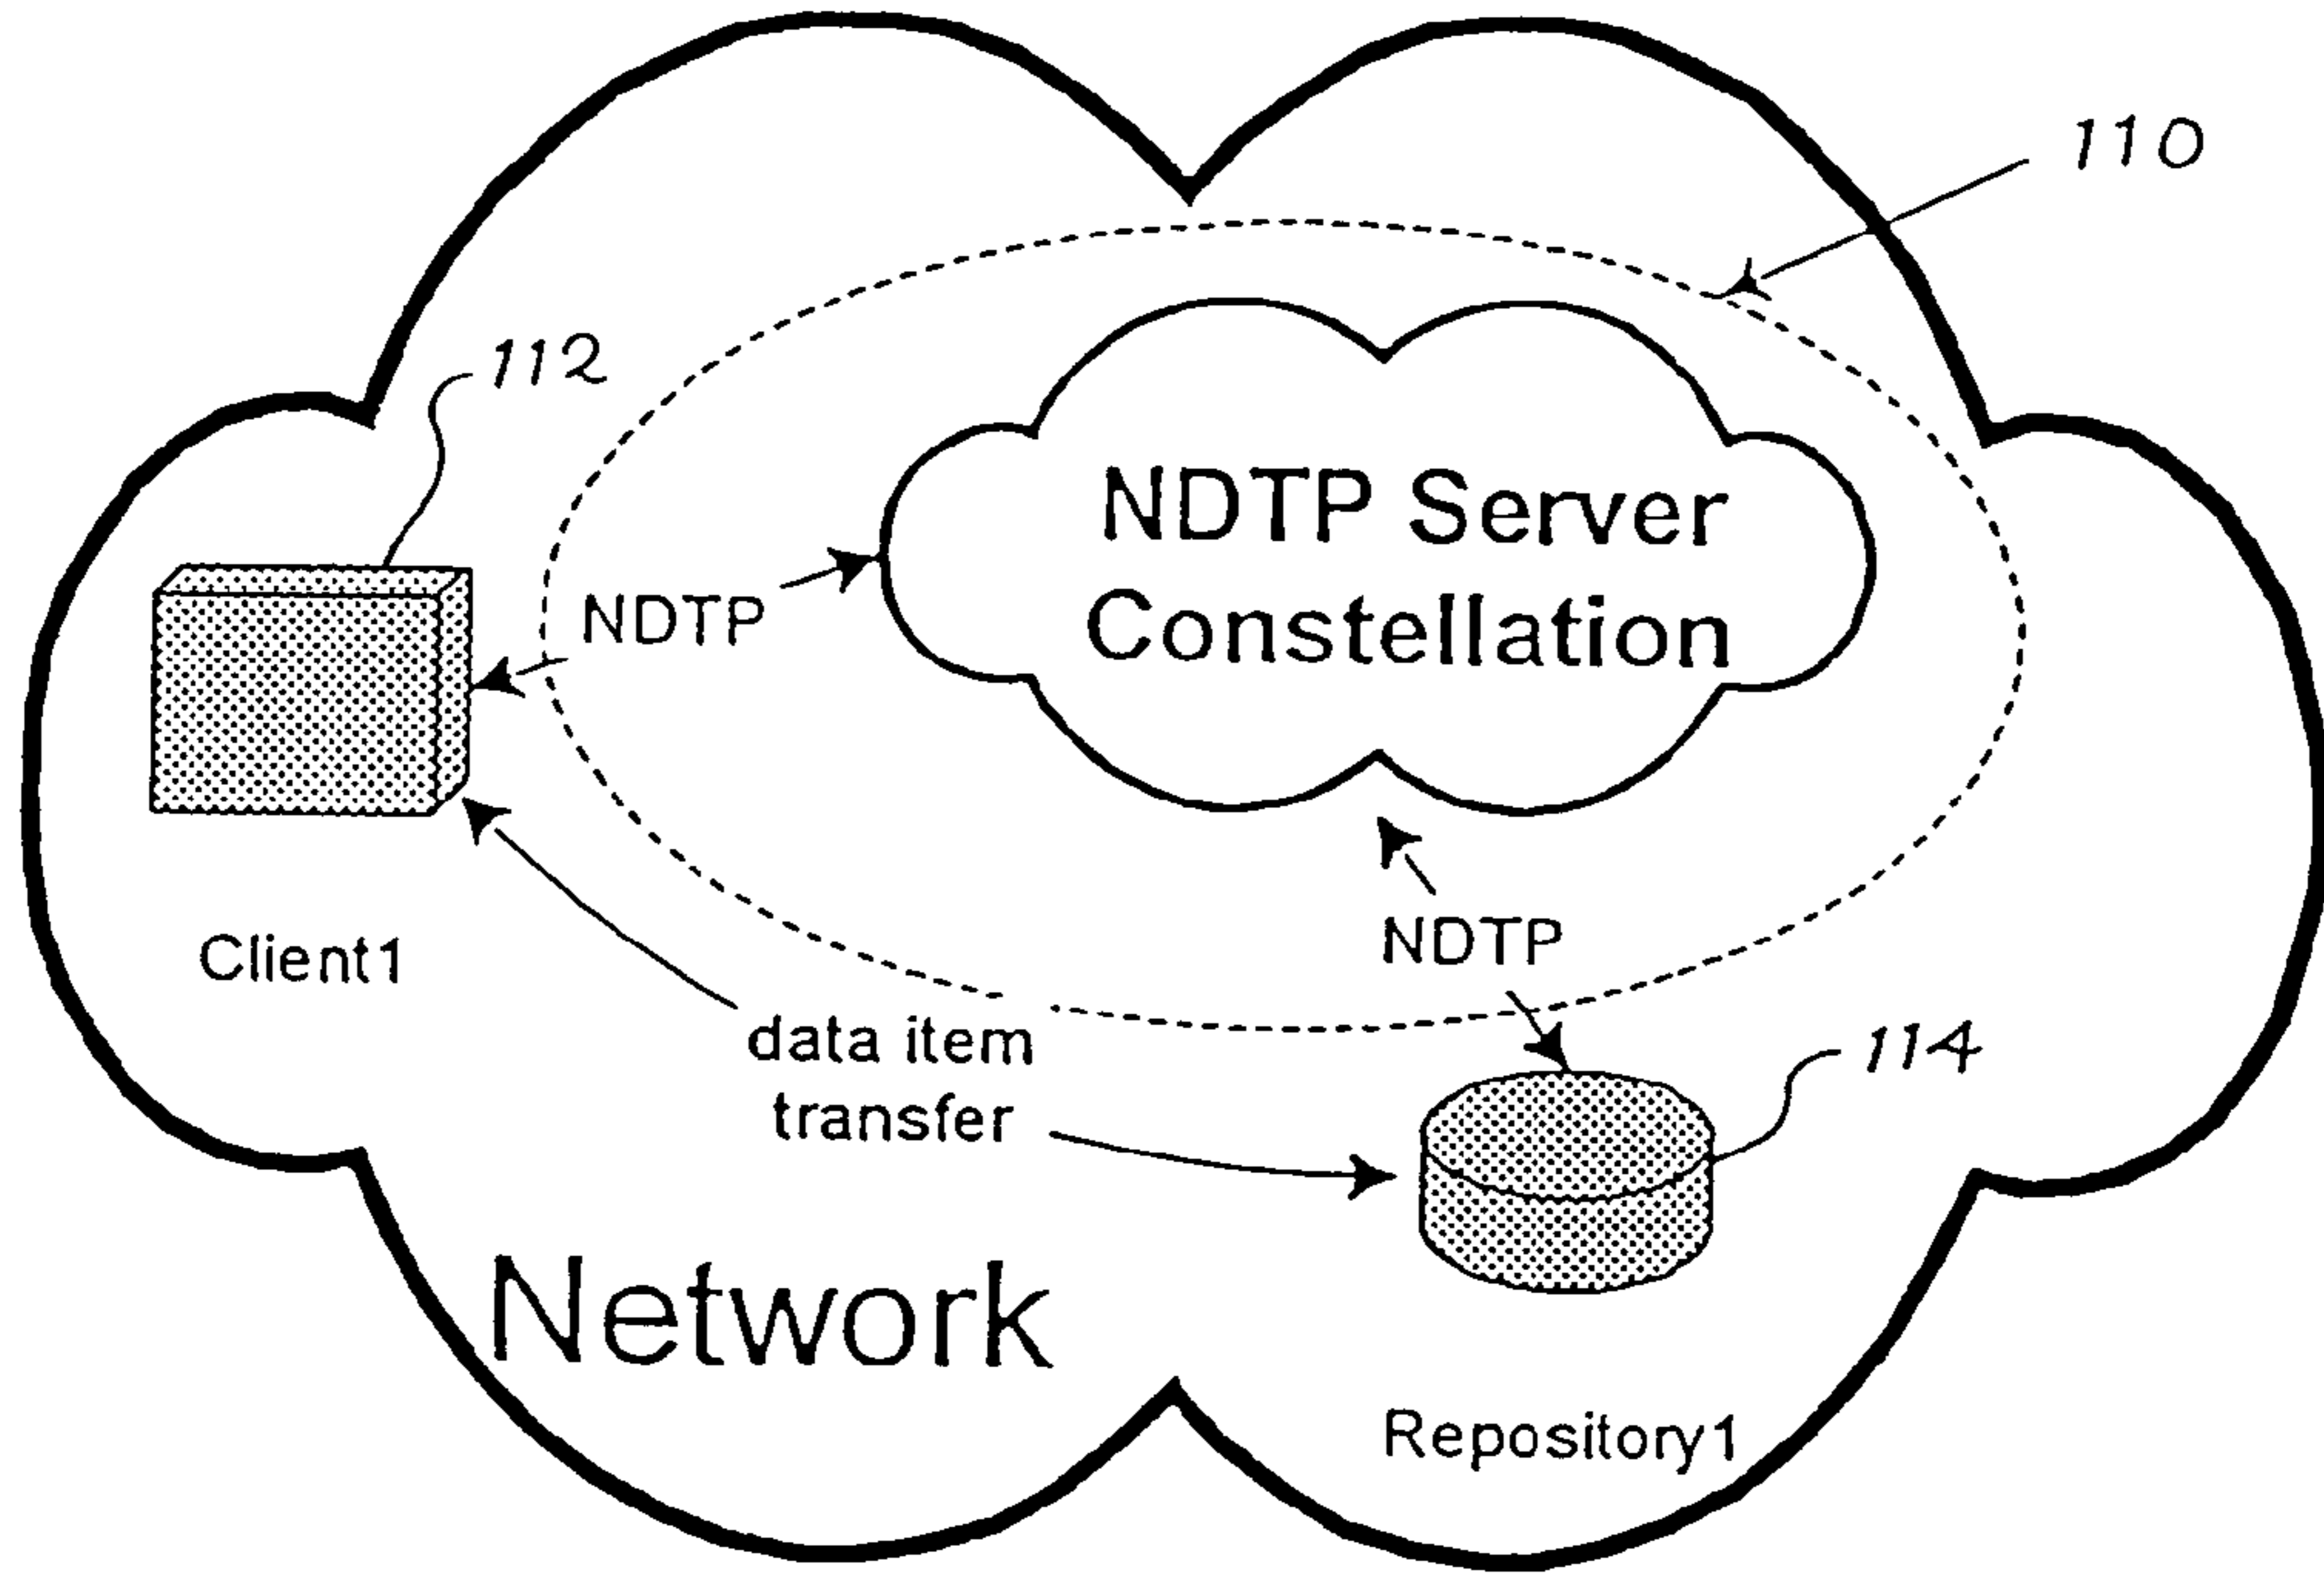 110
112
NDTP Server
Constellation
NDTP
NDTP
Client1
data item
transfer
114
Network
Repository1